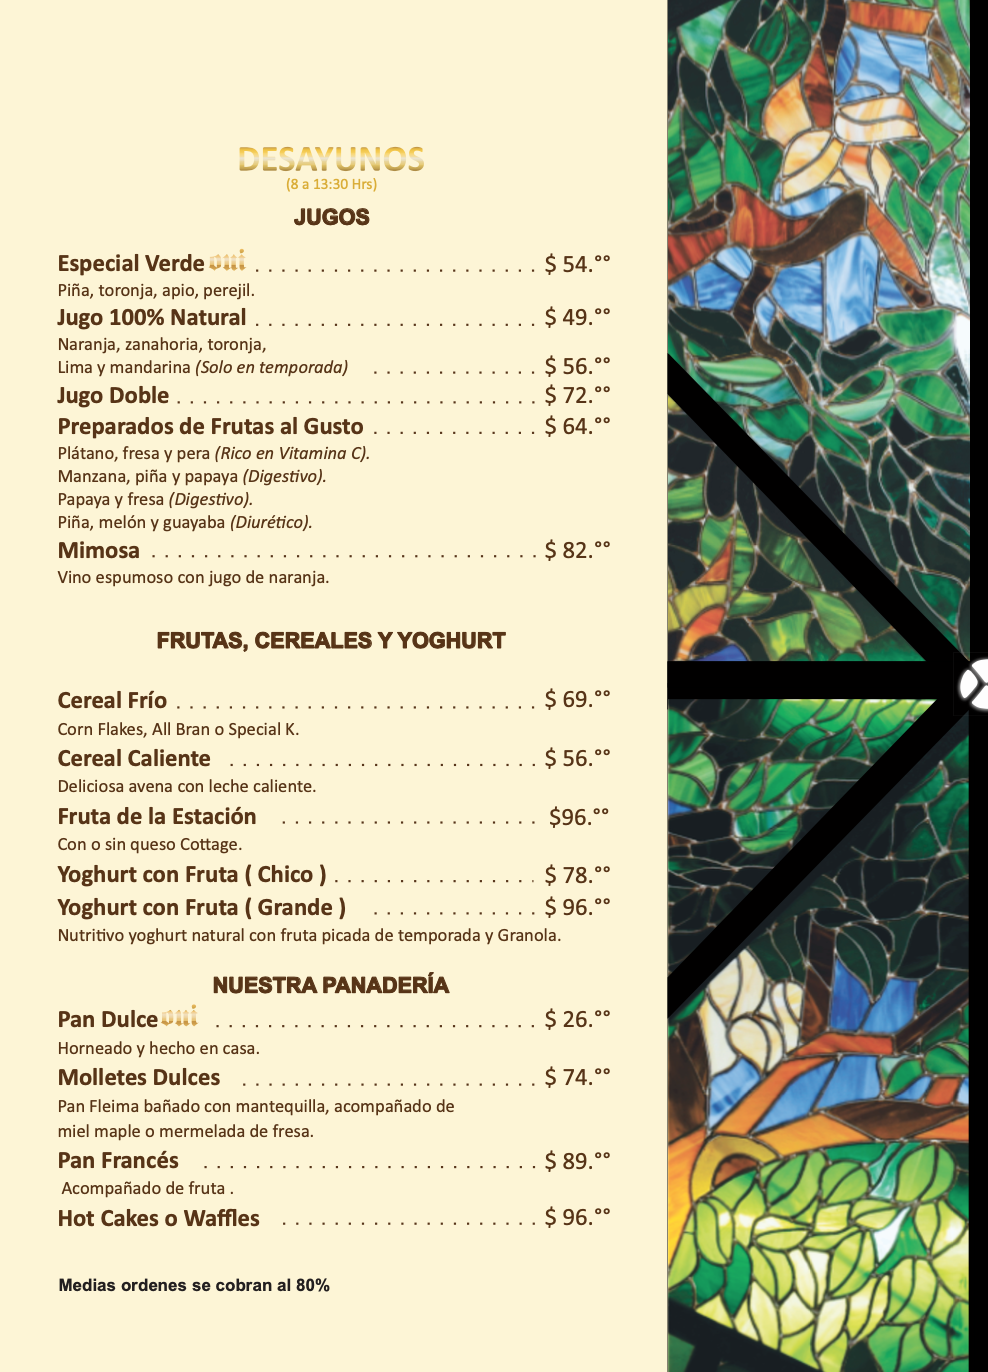 DESAYUNOS
(8 a 13:30 Hrs)
JUGOS
Especial Verde . . . . . . . . . . . . . . . . . . . . . . $ 54.°°
Piña, toronja, apio, perejil.
Jugo 100% Natural . . . . . . . . . . . . . . . . . . . . . . $ 49.°°
Naranja, zanahoria, toronja,
Lima y mandarina (Solo en temporada) . . . . . . . . . . . . . $ 56.°°
Jugo Doble . . . . . . . . . . . . . . . . . . . . . . . . . . . . $ 72.°°
Preparados de Frutas al Gusto . . . . . . . . . . . . . $ 64.°°
Plátano, fresa y pera (Rico en Vitamina C).
Manzana, piña y papaya (Digestivo).
Papaya y fresa (Digestivo).
Piña, melón y guayaba (Diurético).
Mimosa . . . . . . . . . . . . . . . . . . . . . . . . . . . . . . $ 82.°°
Vino espumoso con jugo de naranja.
FRUTAS, CEREALES Y YOGHURT
Cereal Frío . . . . . . . . . . . . . . . . . . . . . . . . . . . . $ 69.°°
Corn Flakes, All Bran o Special K.
Cereal Caliente . . . . . . . . . . . . . . . . . . . . . . . . $ 56.°°
Deliciosa avena con leche caliente.
Fruta de la Estación . . . . . . . . . . . . . . . . . . . . $96.°°
Con o sin queso Cottage.
Yoghurt con Fruta ( Chico ) . . . . . . . . . . . . . . . . $ 78.°°
Yoghurt con Fruta ( Grande ) . . . . . . . . . . . . . $ 96.°°
Nutritivo yoghurt natural con fruta picada de temporada y Granola.
NUESTRA PANADERÍA
Pan Dulce . . . . . . . . . . . . . . . . . . . . . . . . . $ 26.°°
Horneado y hecho en casa.
Molletes Dulces . . . . . . . . . . . . . . . . . . . . . . . $ 74.°°
Pan Fleima bañado con mantequilla, acompañado de
miel maple o mermelada de fresa.
Pan Francés . . . . . . . . . . . . . . . . . . . . . . . . . . $ 89.°°
Acompañado de fruta .
Hot Cakes o Waffles . . . . . . . . . . . . . . . . . . . . $ 96.°°
Medias ordenes se cobran al 80%